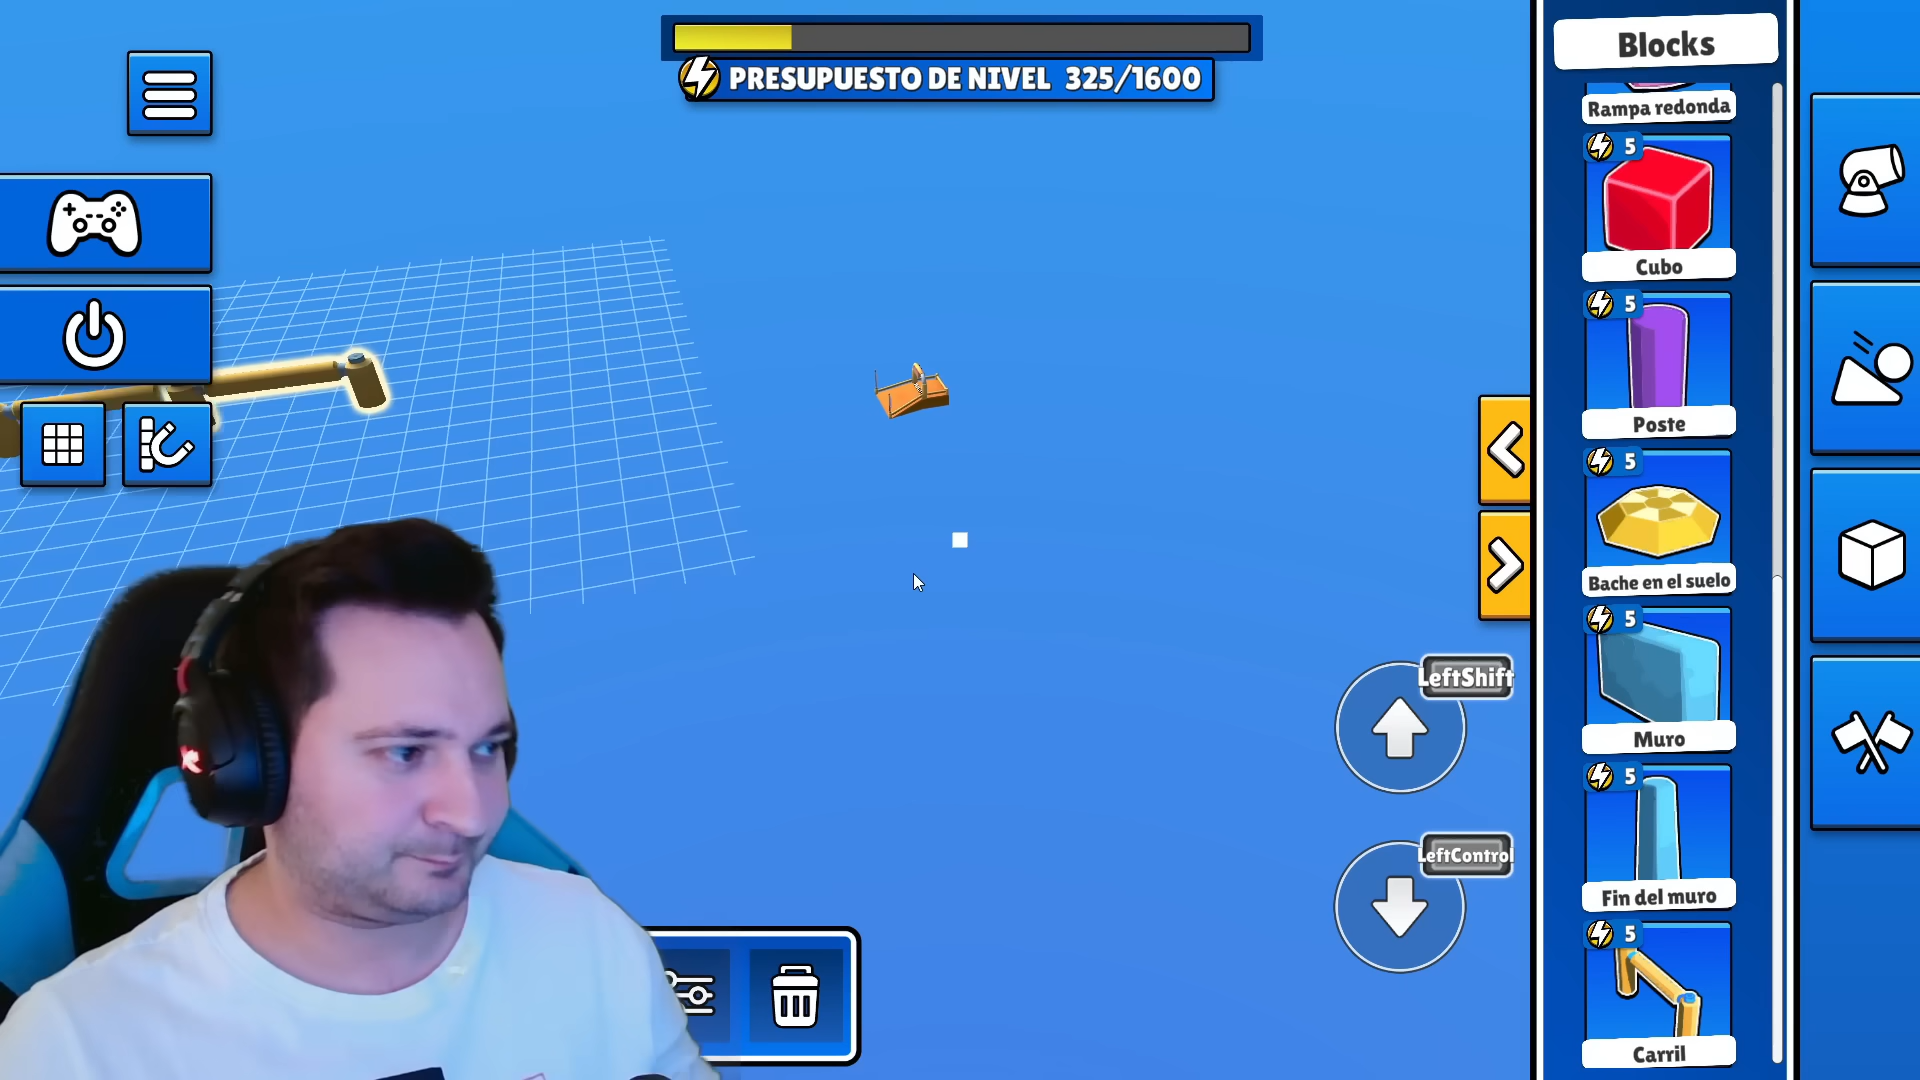 PRESUPUESTO DE NIVEL 325/1600
Blocks
Rampa redonda
5
Cubo
5
Poste
5
Bache en el suelo
5
Muro
5
Fin del muro
5
Carril
LeftShift
LeftControl